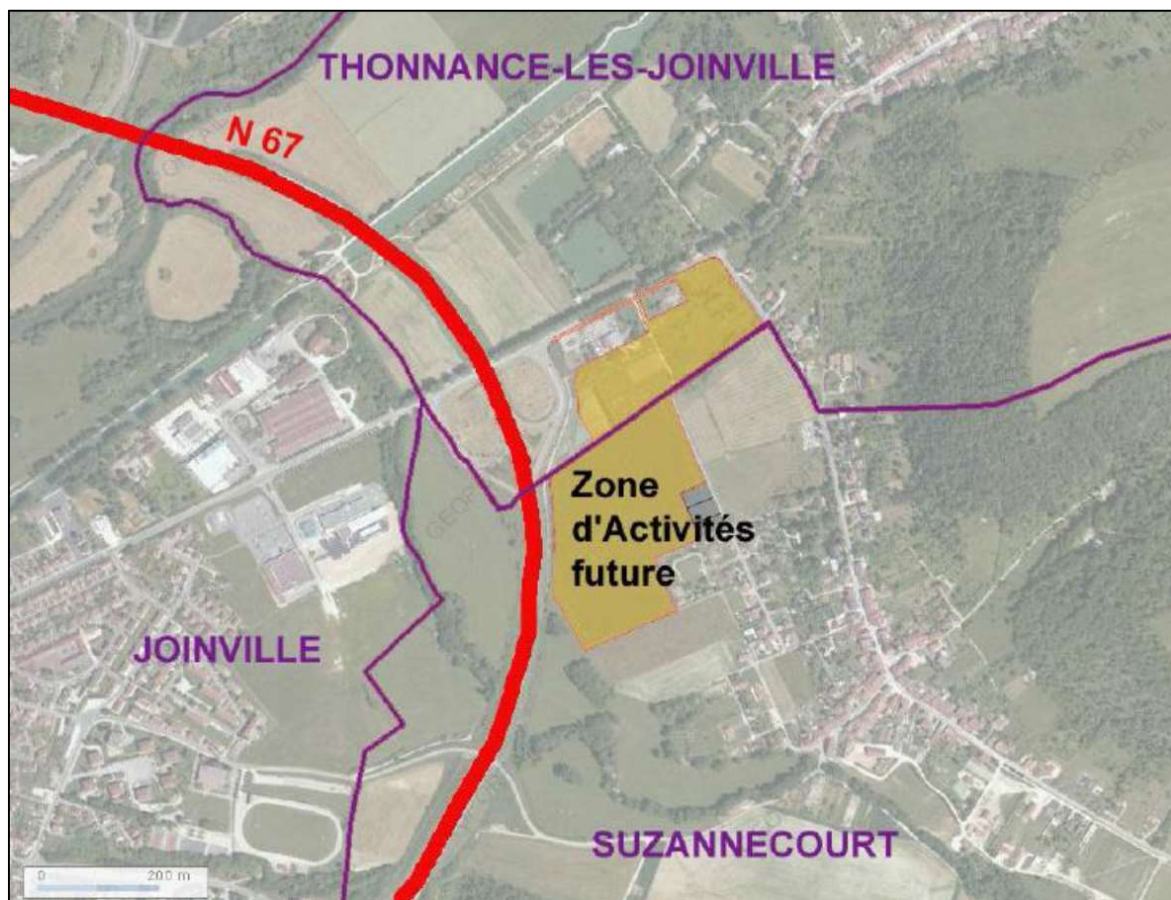 THONNANCE-LES-JOINVILLE
N 67
Zone
d'Activités
future
JOINVILLE
SUZANNECOURT
0 200 m